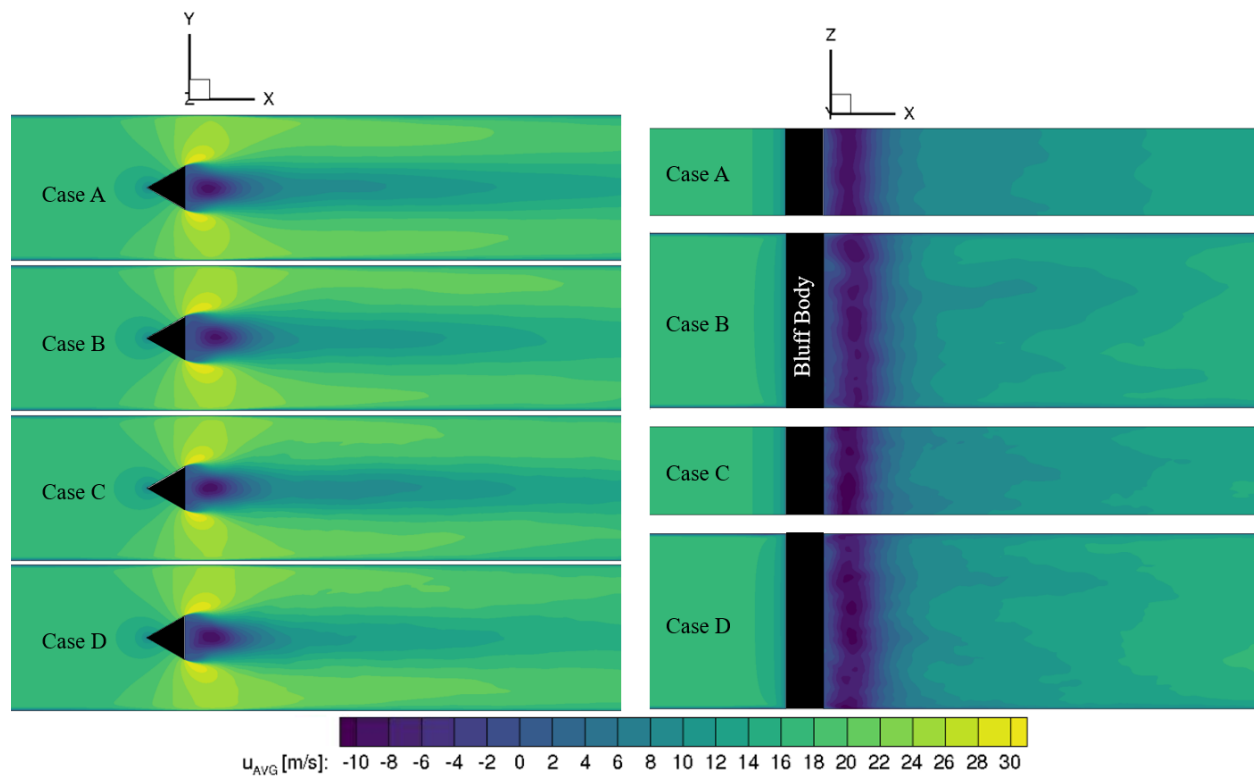 Y
X
Z
Case A
Case B
Case C
Case D
Z
X
Y
Case A
Case B
Bluff Body
Case C
Case D
u_AVG [m/s]: -10 -8 -6 -4 -2 0 2 4 6 8 10 12 14 16 18 20 22 24 26 28 30